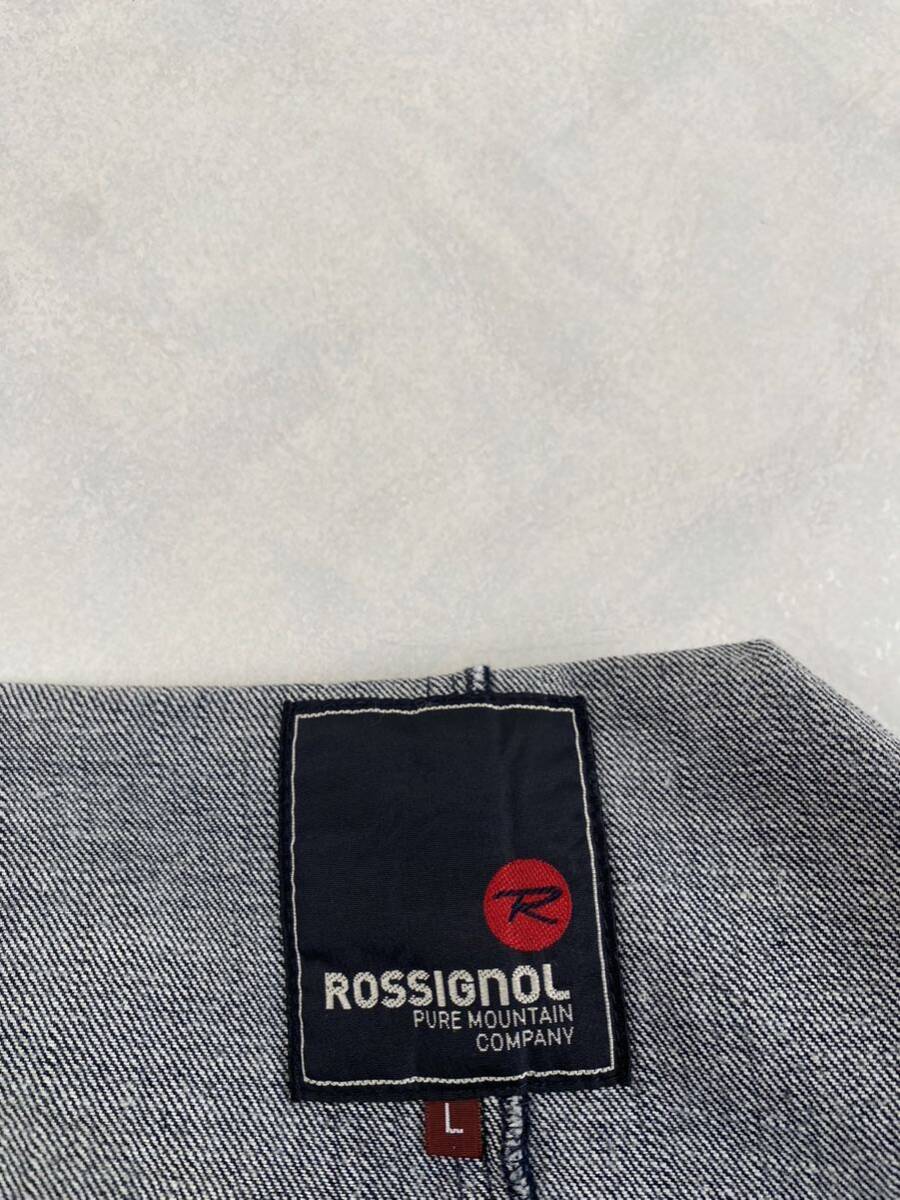 R
ROSSIGNOL
PURE MOUNTAIN
COMPANY
L